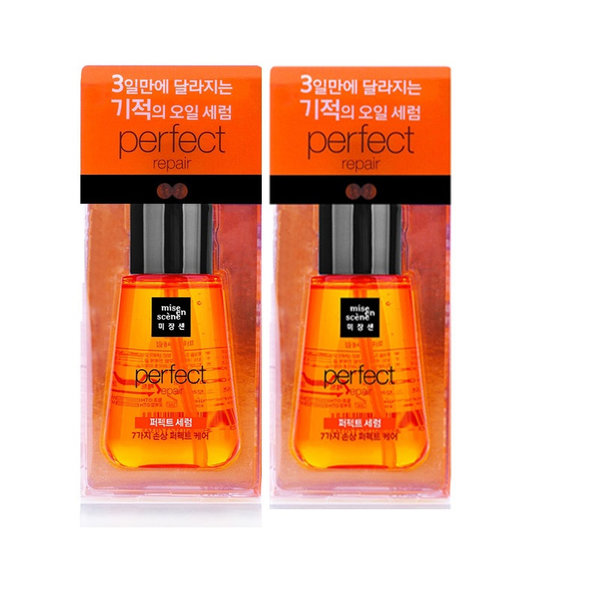 3일만에 달라지는
기적의 오일 세럼
perfect
repair
mise
en
scène
미쟝센
perfect
repair
퍼펙트 세럼
7가지 손상 퍼펙트 케어
3일만에 달라지는
기적의 오일 세럼
perfect
repair
mise
en
scène
미쟝센
perfect
repair
퍼펙트 세럼
7가지 손상 퍼펙트 케어